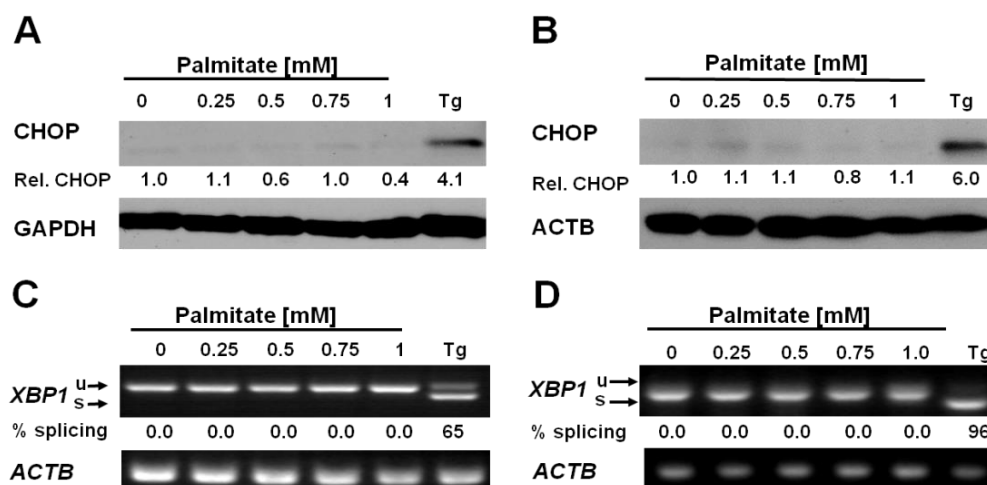 A
Palmitate [mM]
0 0.25 0.5 0.75 1 Tg
CHOP
Rel. CHOP 1.0 1.1 0.6 1.0 0.4 4.1
GAPDH
B
Palmitate [mM]
0 0.25 0.5 0.75 1 Tg
CHOP
Rel. CHOP 1.0 1.1 1.1 0.8 1.1 6.0
ACTB
C
Palmitate [mM]
0 0.25 0.5 0.75 1 Tg
u
XBP1
s
% splicing 0.0 0.0 0.0 0.0 0.0 65
ACTB
D
Palmitate [mM]
0 0.25 0.5 0.75 1.0 Tg
u
XBP1
s
% splicing 0.0 0.0 0.0 0.0 0.0 96
ACTB